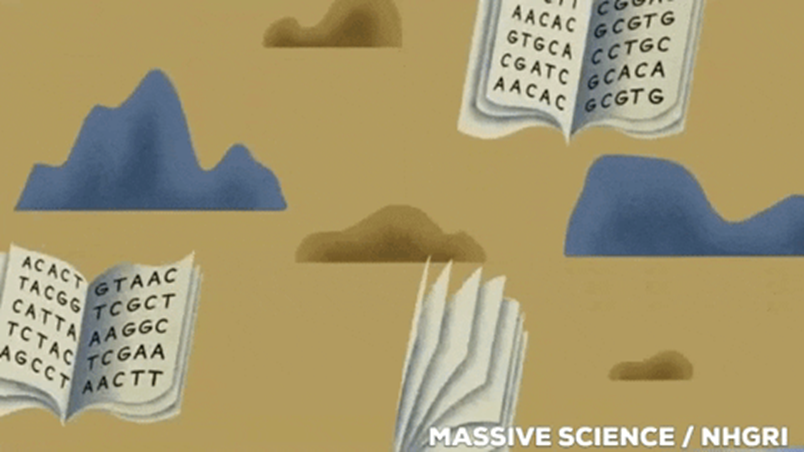 AACAC
GTGCA
CGATC
AACAC
GCGTG
CCTGC
GCACA
GCGTG
ACACT
TACGG
CATTA
TCTAC
AGCCT
GTAAC
TCGCT
AAGGC
TCGAA
AACTT
MASSIVE SCIENCE / NHGRI